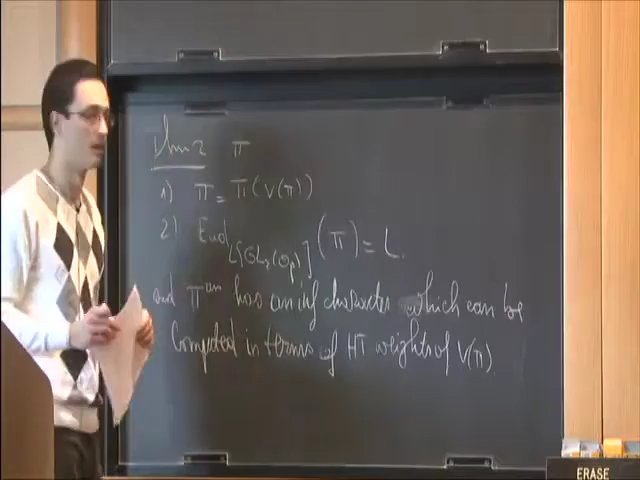 Thm 2 π
1) π = π(V(π))
2) End_{L[GL₂(Q_p)]} (π) = L.
and π^an has an inf character which can be
computed in terms of HT weights of V(π).
ERASE